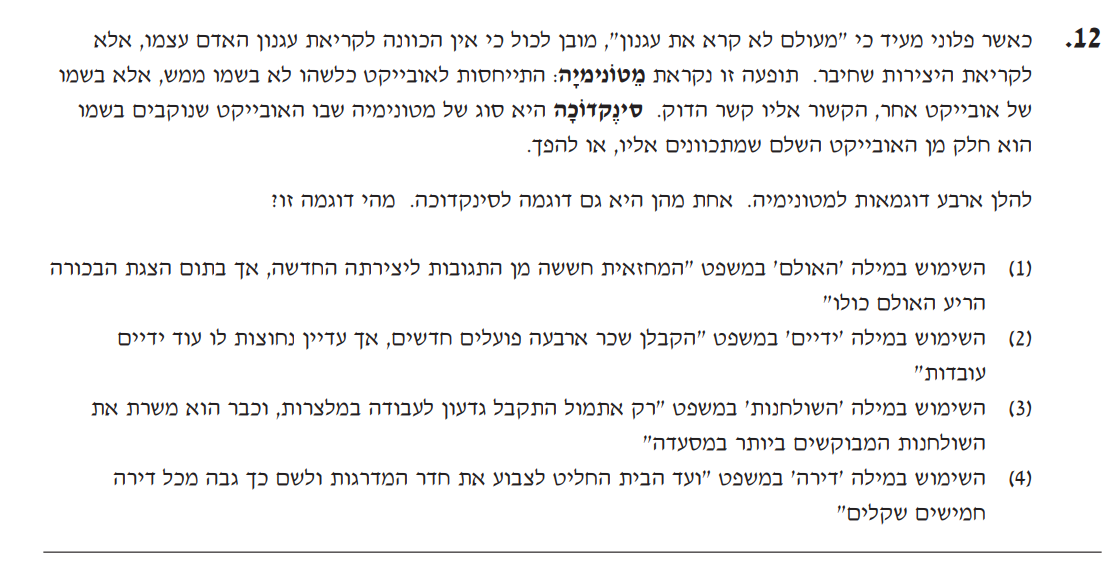 12. כאשר פלוני מעיד כי "מעולם לא קרא את עגנון", מובן לכול כי אין הכוונה לקריאת עגנון האדם עצמו, אלא
לקריאת היצירות שחיבר. תופעה זו נקראת מֵטוֹנימיָה: התייחסות לאובייקט כלשהו לא בשמו ממש, אלא בשמו
של אובייקט אחר, הקשור אליו קשר הדוק. סינֶקדוֹכָה היא סוג של מטונימיה שבו האובייקט שנוקבים בשמו
הוא חלק מן האובייקט השלם שמתכוונים אליו, או להפך.
להלן ארבע דוגמאות למטונימיה. אחת מהן היא גם דוגמה לסינקדוכה. מהי דוגמה זו?
(1) השימוש במילה 'האולם' במשפט "המחזאית חששה מן התגובות ליצירתה החדשה, אך בתום הצגת הבכורה
הריע האולם כולו"
(2) השימוש במילה 'ידיים' במשפט "הקבלן שכר ארבעה פועלים חדשים, אך עדיין נחוצות לו עוד ידיים
עובדות"
(3) השימוש במילה 'השולחנות' במשפט "רק אתמול התקבל גדעון לעבודה במלצרות, וכבר הוא משרת את
השולחנות המבוקשים ביותר במסעדה"
(4) השימוש במילה 'דירה' במשפט "ועד הבית החליט לצבוע את חדר המדרגות ולשם כך גבה מכל דירה
חמישים שקלים"